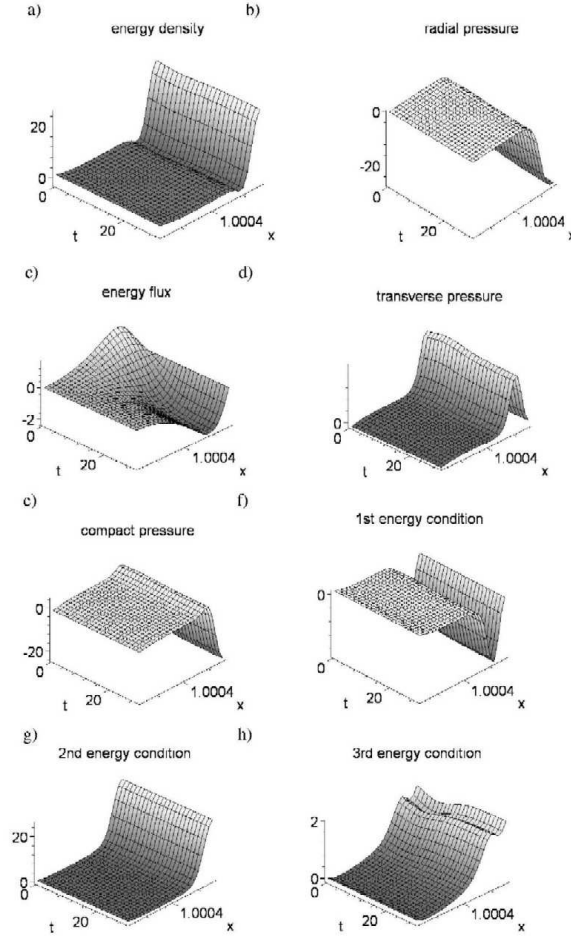 a)
energy density
20
0
0
t
20
1.0004
x
b)
radial pressure
0
-20
0
t
20
1.0004
x
c)
energy flux
0
-2
0
t
20
1.0004
x
d)
transverse pressure
0
0
t
20
1.0004
x
e)
compact pressure
0
-20
0
t
20
1.0004
x
f)
1st energy condition
0
0
t
20
1.0004
x
g)
2nd energy condition
20
0
0
t
20
1.0004
x
h)
3rd energy condition
2
0
0
t
20
1.0004
x